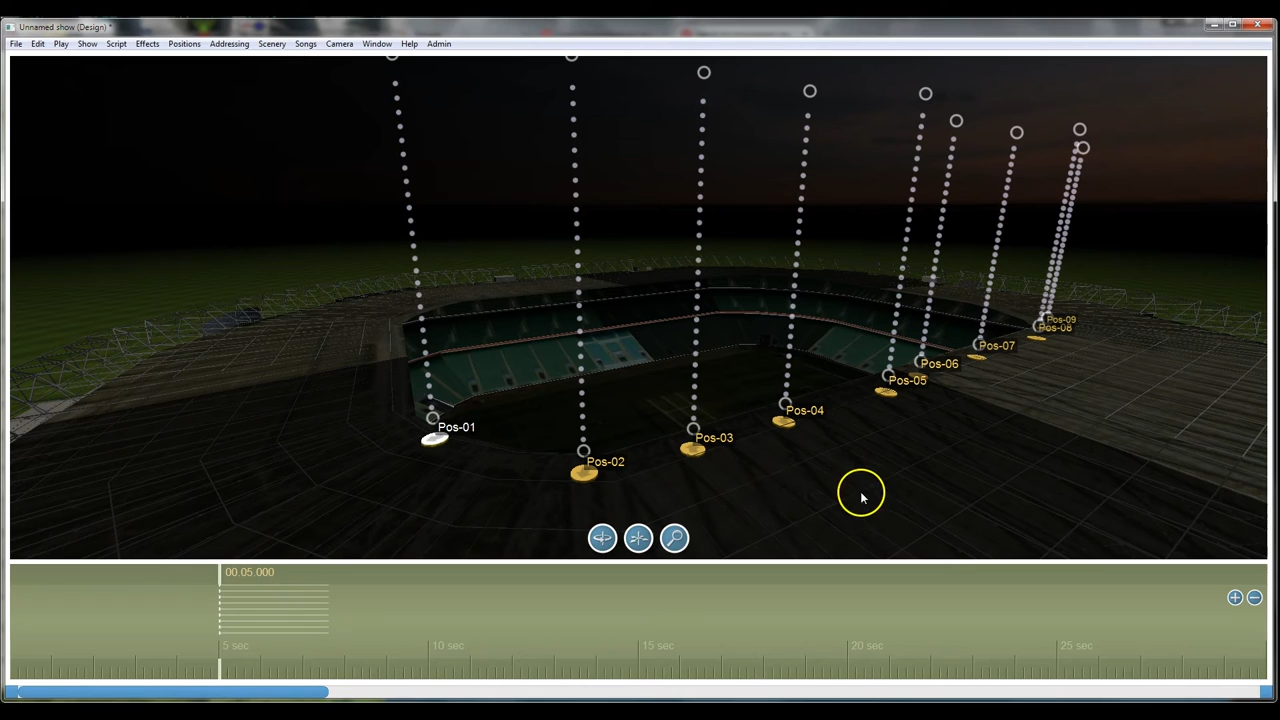 Unnamed show (Design) *
File Edit Play Show Script Effects Positions Addressing Scenery Songs Camera Window Help Admin
Pos-09
Pos-08
Pos-07
Pos-06
Pos-05
Pos-04
Pos-01
Pos-03
Pos-02
00.05.000
5 sec 10 sec 15 sec 20 sec 25 sec